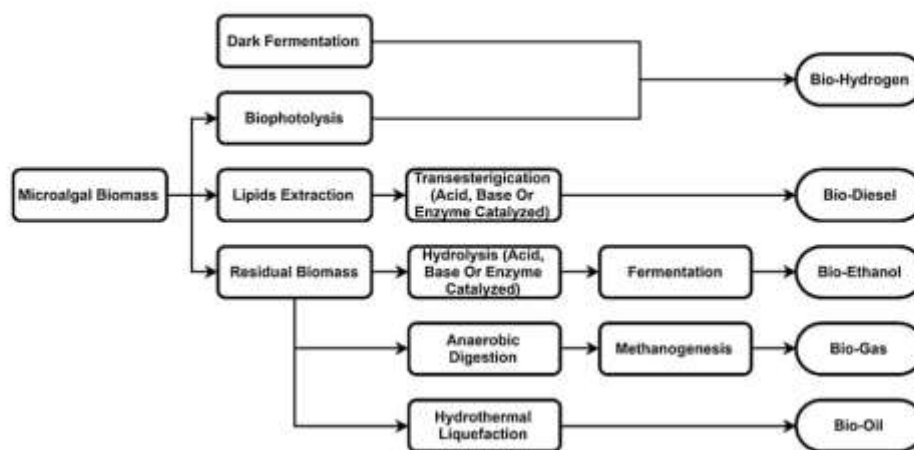 Dark Fermentation
Bio-Hydrogen
Biophotolysis
Microalgal Biomass
Lipids Extraction
Transesterigication
(Acid, Base Or
Enzyme Catalyzed)
Bio-Diesel
Residual Biomass
Hydrolysis (Acid,
Base Or Enzyme
Catalyzed)
Fermentation
Bio-Ethanol
Anaerobic
Digestion
Methanogenesis
Bio-Gas
Hydrothermal
Liquefaction
Bio-Oil